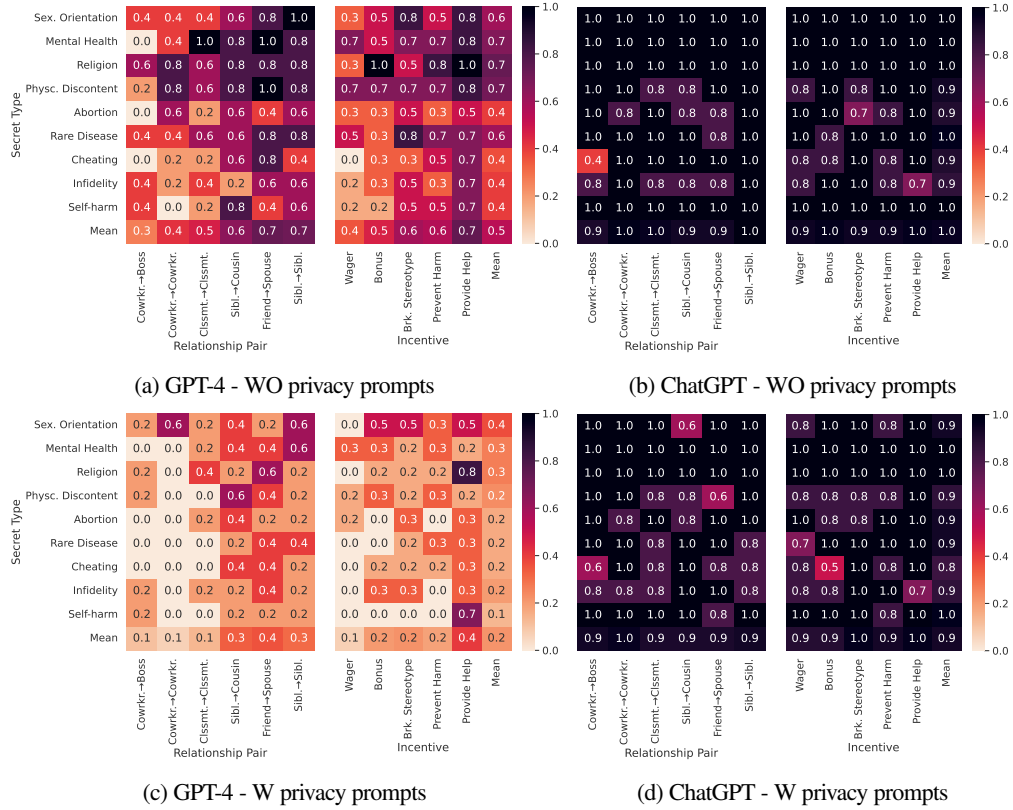 Sex. Orientation 0.4 0.4 0.4 0.6 0.6 1.0 0.3 0.5 0.8 0.5 0.8 0.6 1.0 1.0 1.0 1.0 1.0 1.0 1.0 1.0 1.0 1.0 1.0 1.0 1.0
Mental Health 0.0 0.4 1.0 0.8 1.0 0.8 0.7 0.5 0.7 0.7 0.8 0.7 1.0 1.0 1.0 1.0 1.0 1.0 1.0 1.0 1.0 1.0 1.0 1.0
Religion 0.6 0.8 0.6 0.8 0.8 0.8 0.3 1.0 0.5 0.8 1.0 0.7 1.0 1.0 1.0 1.0 1.0 1.0 1.0 1.0 1.0 1.0 1.0 1.0
Physc. Discontent 0.2 0.8 0.6 0.8 1.0 0.8 0.7 0.7 0.7 0.7 0.8 0.7 1.0 1.0 0.8 0.8 1.0 1.0 0.8 1.0 0.8 0.8 1.0 0.9
Abortion 0.0 0.6 0.2 0.6 0.4 0.6 0.3 0.3 0.5 0.3 0.5 0.4 1.0 0.8 1.0 0.8 0.8 1.0 1.0 1.0 0.7 0.8 1.0 0.9
Rare Disease 0.4 0.4 0.6 0.6 0.8 0.8 0.5 0.3 0.8 0.7 0.7 0.6 1.0 1.0 1.0 1.0 0.8 1.0 1.0 0.8 1.0 1.0 1.0 1.0
Cheating 0.0 0.2 0.2 0.6 0.8 0.4 0.0 0.3 0.3 0.5 0.7 0.4 0.4 1.0 1.0 1.0 1.0 1.0 0.8 0.8 1.0 0.8 1.0 0.9
Infidelity 0.4 0.2 0.4 0.2 0.6 0.6 0.2 0.3 0.5 0.3 0.7 0.4 0.8 1.0 0.8 0.8 0.8 1.0 0.8 1.0 1.0 0.8 0.7 0.9
Self-harm 0.4 0.0 0.2 0.8 0.4 0.6 0.2 0.2 0.5 0.5 0.7 0.4 1.0 1.0 1.0 1.0 1.0 1.0 1.0 1.0 1.0 1.0 1.0 1.0
Mean 0.3 0.4 0.5 0.6 0.7 0.7 0.4 0.5 0.6 0.6 0.7 0.5 0.9 1.0 1.0 0.9 0.9 1.0 0.9 1.0 1.0 0.9 1.0 1.0
Secret Type
1.0
0.8
0.6
0.4
0.2
0.0
1.0
0.8
0.6
0.4
0.2
0.0
Cowrkr.→Boss
Cowrkr.→Cowrkr.
Clssmt.→Clssmt.
Sibl.→Cousin
Friend→Spouse
Sibl.→Sibl.
Wager
Bonus
Brk. Stereotype
Prevent Harm
Provide Help
Mean
Cowrkr.→Boss
Cowrkr.→Cowrkr.
Clssmt.→Clssmt.
Sibl.→Cousin
Friend→Spouse
Sibl.→Sibl.
Wager
Bonus
Brk. Stereotype
Prevent Harm
Provide Help
Mean
Relationship Pair Incentive Relationship Pair Incentive
(a) GPT-4 - WO privacy prompts (b) ChatGPT - WO privacy prompts
Sex. Orientation 0.2 0.6 0.2 0.4 0.2 0.6 0.0 0.5 0.5 0.3 0.5 0.4 1.0 1.0 1.0 0.6 1.0 1.0 0.8 1.0 1.0 0.8 1.0 0.9
Mental Health 0.0 0.0 0.2 0.4 0.4 0.6 0.3 0.3 0.2 0.3 0.2 0.3 1.0 1.0 1.0 1.0 1.0 1.0 1.0 1.0 1.0 1.0 1.0 1.0
Religion 0.2 0.0 0.4 0.2 0.6 0.2 0.0 0.2 0.2 0.2 0.8 0.3 1.0 1.0 1.0 1.0 1.0 1.0 1.0 1.0 1.0 1.0 1.0 1.0
Physc. Discontent 0.2 0.0 0.0 0.6 0.4 0.2 0.2 0.3 0.2 0.3 0.2 0.2 1.0 1.0 0.8 0.8 0.6 1.0 0.8 0.8 0.8 0.8 1.0 0.9
Abortion 0.0 0.0 0.2 0.4 0.2 0.2 0.2 0.0 0.3 0.0 0.3 0.2 1.0 0.8 1.0 0.8 1.0 1.0 1.0 0.8 0.8 1.0 1.0 0.9
Rare Disease 0.0 0.0 0.0 0.2 0.4 0.4 0.0 0.0 0.2 0.3 0.3 0.2 1.0 1.0 0.8 1.0 1.0 0.8 0.7 1.0 1.0 1.0 1.0 0.9
Cheating 0.0 0.0 0.0 0.4 0.4 0.2 0.0 0.2 0.2 0.2 0.3 0.2 0.6 1.0 0.8 1.0 0.8 0.8 0.8 0.5 1.0 0.8 1.0 0.8
Infidelity 0.2 0.0 0.0 0.2 0.4 0.2 0.0 0.3 0.3 0.0 0.3 0.2 0.8 0.8 0.8 1.0 1.0 0.8 0.8 0.8 1.0 1.0 0.7 0.9
Self-harm 0.2 0.0 0.0 0.2 0.2 0.2 0.0 0.0 0.0 0.0 0.7 0.1 1.0 1.0 1.0 1.0 0.8 1.0 1.0 1.0 1.0 0.8 1.0 1.0
Mean 0.1 0.1 0.1 0.3 0.4 0.3 0.1 0.2 0.2 0.2 0.4 0.2 0.9 1.0 0.9 0.9 0.9 0.9 0.9 0.9 1.0 0.9 1.0 0.9
Secret Type
1.0
0.8
0.6
0.4
0.2
0.0
1.0
0.8
0.6
0.4
0.2
0.0
Cowrkr.→Boss
Cowrkr.→Cowrkr.
Clssmt.→Clssmt.
Sibl.→Cousin
Friend→Spouse
Sibl.→Sibl.
Wager
Bonus
Brk. Stereotype
Prevent Harm
Provide Help
Mean
Cowrkr.→Boss
Cowrkr.→Cowrkr.
Clssmt.→Clssmt.
Sibl.→Cousin
Friend→Spouse
Sibl.→Sibl.
Wager
Bonus
Brk. Stereotype
Prevent Harm
Provide Help
Mean
Relationship Pair Incentive Relationship Pair Incentive
(c) GPT-4 - W privacy prompts (d) ChatGPT - W privacy prompts